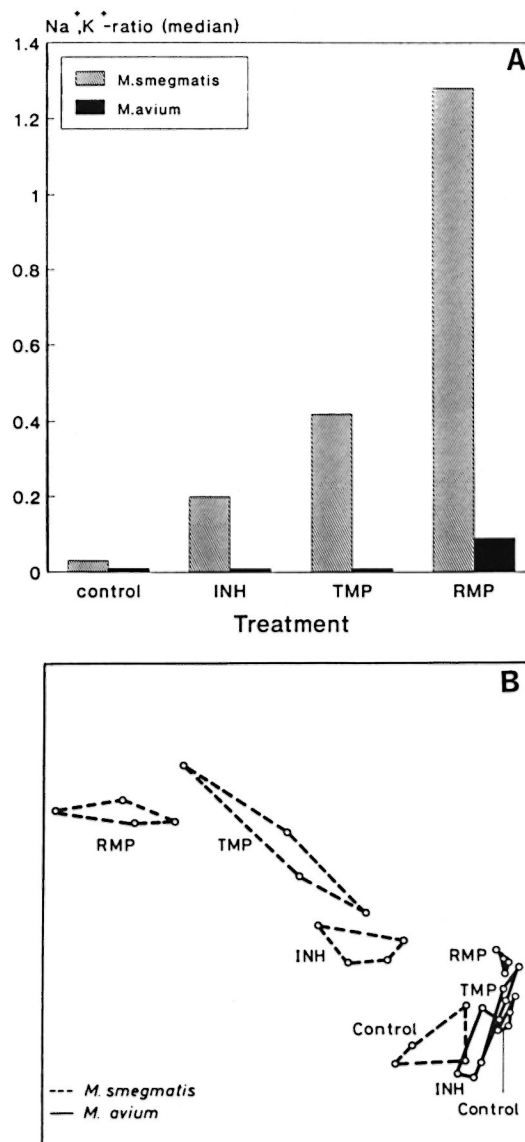 Na⁺,K⁺-ratio (median)
A
1.4
1.2
1
0.8
0.6
0.4
0.2
0
M.smegmatis
M.avium
control INH TMP RMP
Treatment
B
RMP TMP
INH
RMP
TMP
Control
INH
Control
M. smegmatis
M. avium